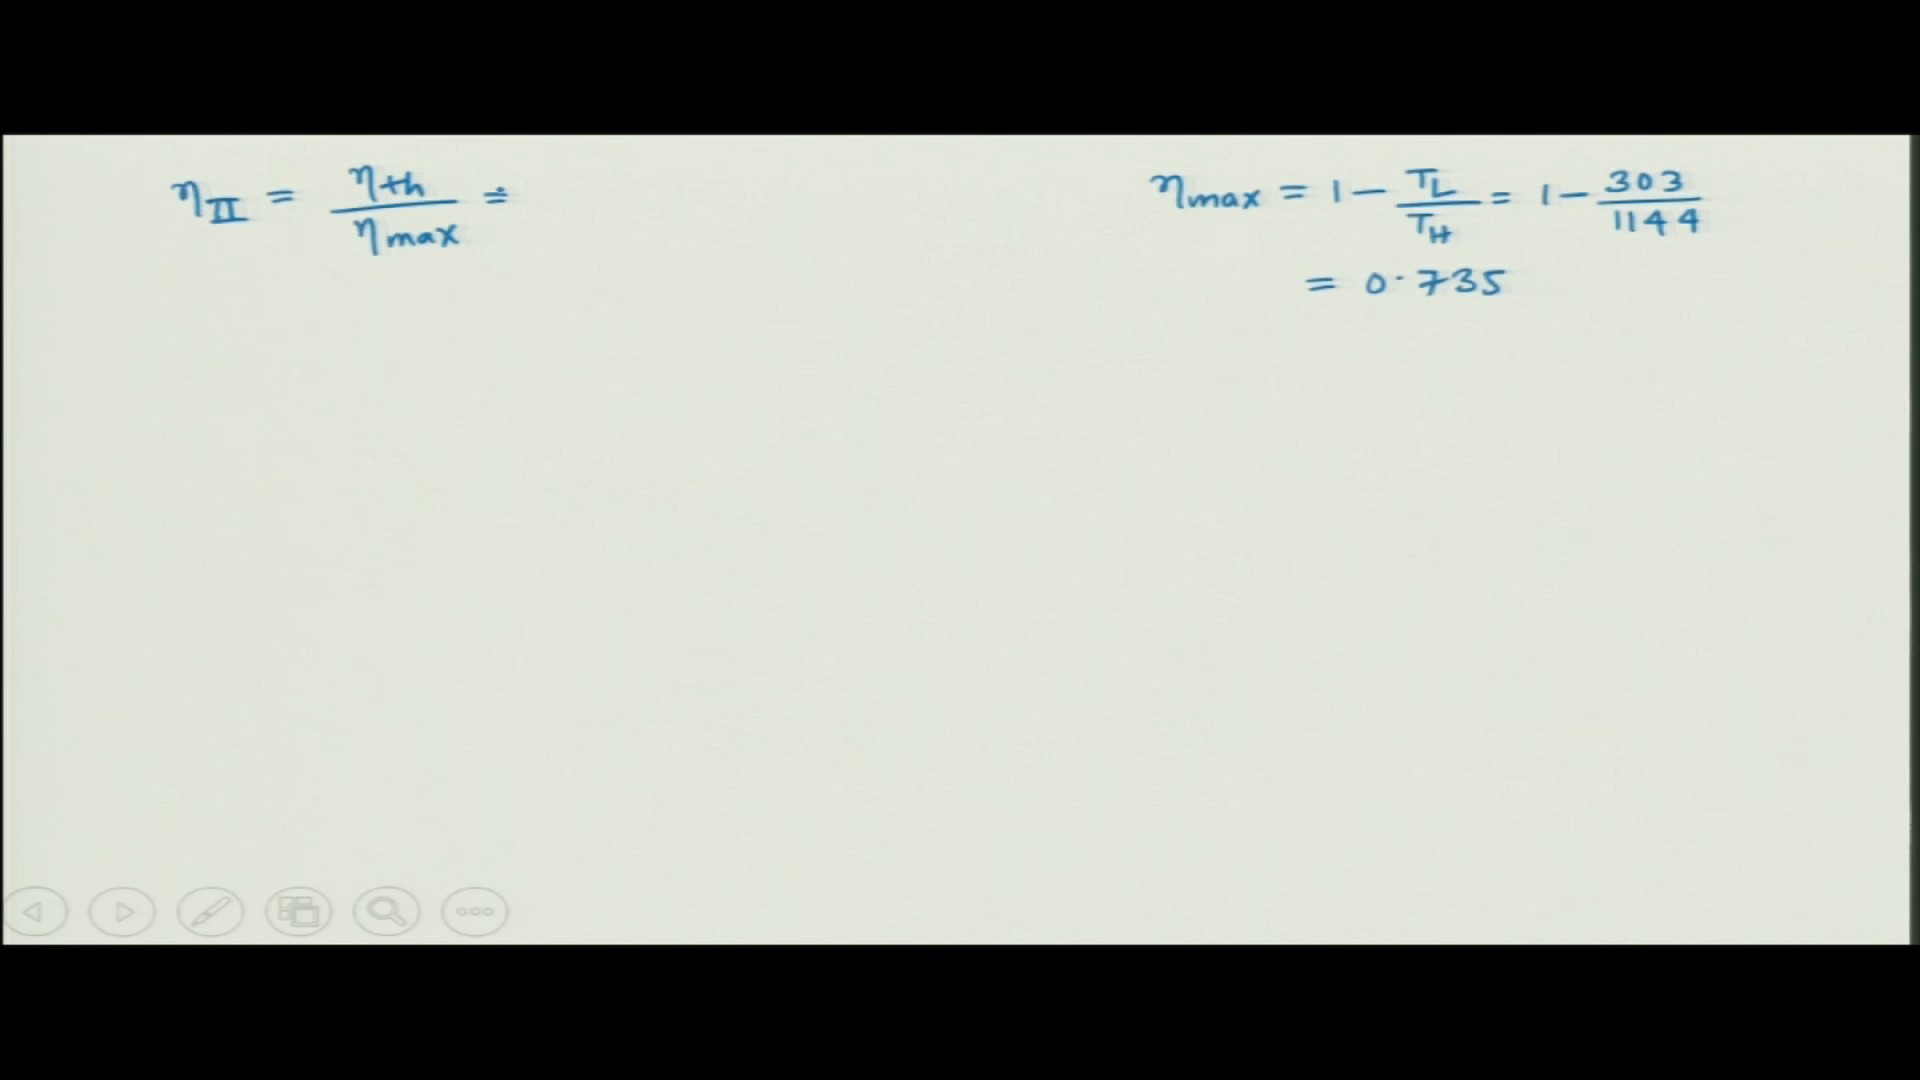 η_II = η_th / η_max =
η_max = 1 - T_L / T_H = 1 - 303 / 1144
= 0.735